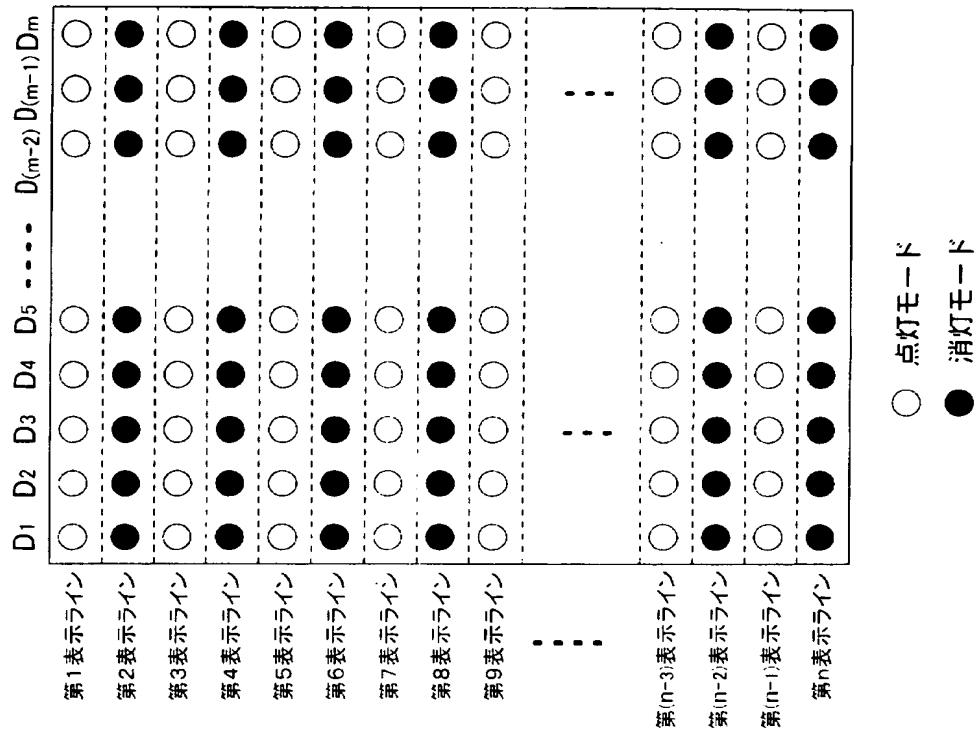 D1 D2 D3 D4 D5 ---- D(m-2) D(m-1) Dm
第1表示ライン
第2表示ライン
第3表示ライン
第4表示ライン
第5表示ライン
第6表示ライン
第7表示ライン
第8表示ライン
第9表示ライン
第(n-3)表示ライン
第(n-2)表示ライン
第(n-1)表示ライン
第n表示ライン
点灯モード
消灯モード